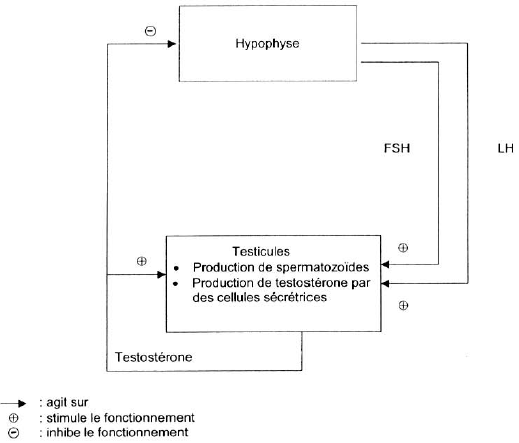 ⊖
Hypophyse
FSH
LH
⊕
⊕
Testicules
• Production de spermatozoïdes
• Production de testostérone par
des cellules sécrétrices
⊕
Testostérone
: agit sur
⊕ : stimule le fonctionnement
⊖ : inhibe le fonctionnement